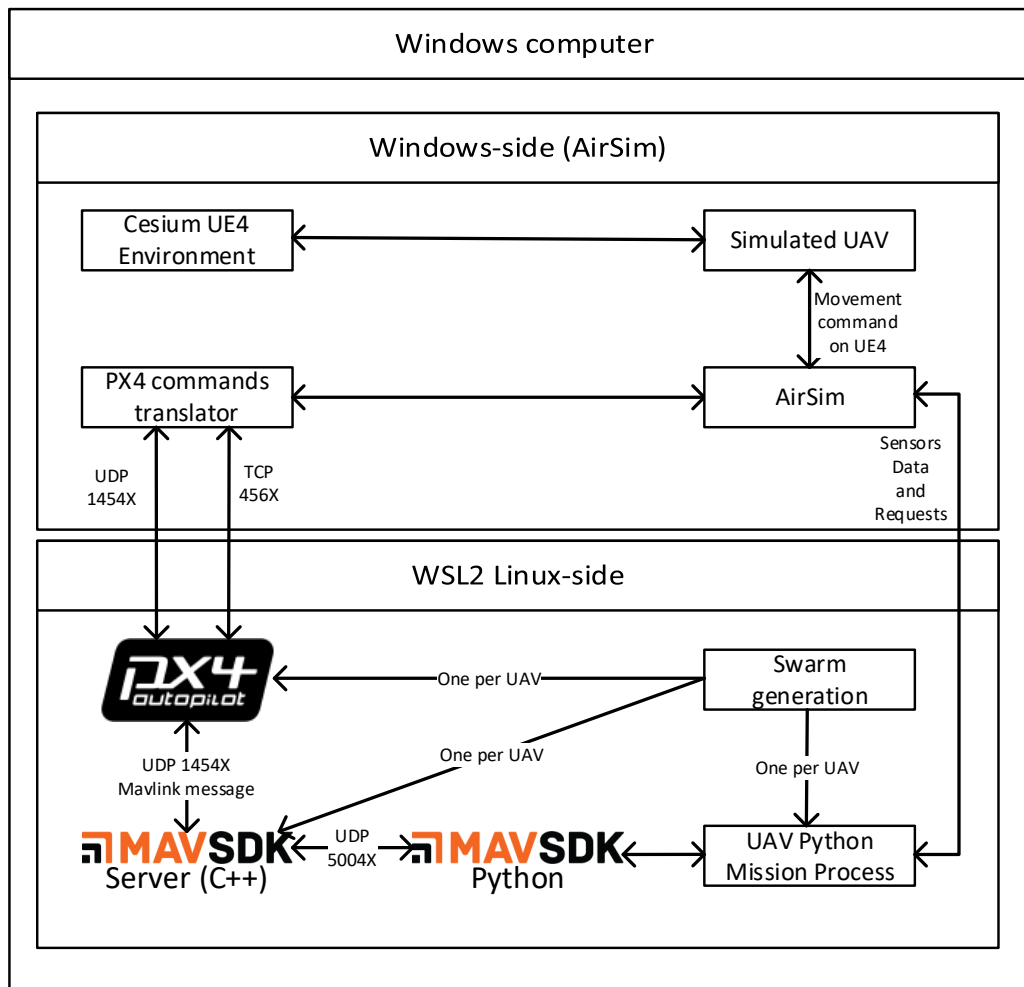 Windows computer
Windows-side (AirSim)
Cesium UE4
Environment
Simulated UAV
Movement
command
on UE4
PX4 commands
translator
AirSim
UDP
1454X
TCP
456X
Sensors
Data
and
Requests
WSL2 Linux-side
px4
autopilot
One per UAV
Swarm
generation
One per UAV
One per UAV
UDP 1454X
Mavlink message
MAVSDK
Server (C++)
UDP
5004X
MAVSDK
Python
UAV Python
Mission Process